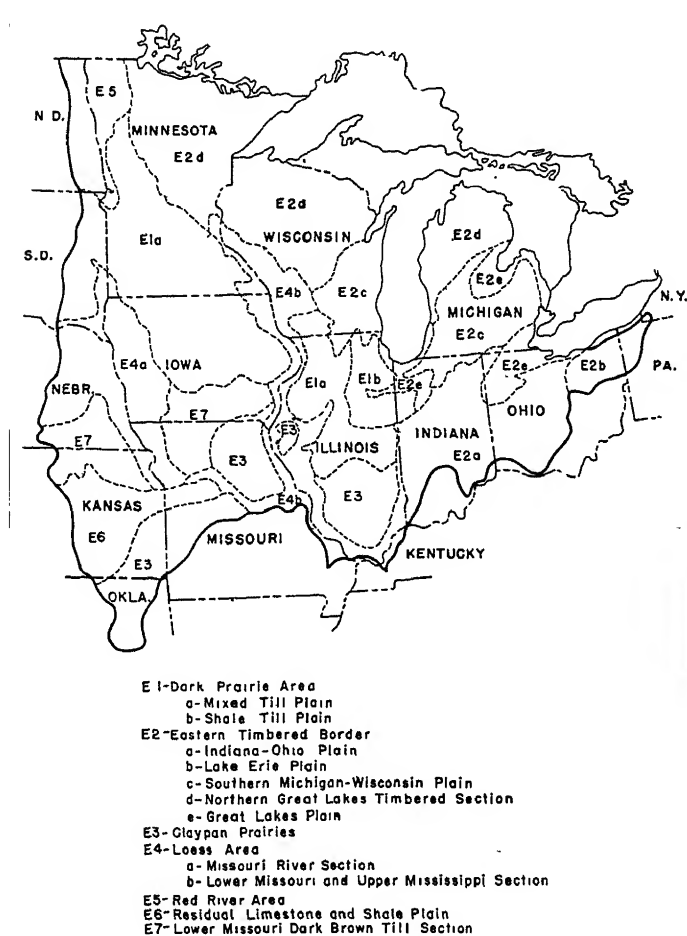 E5
N D.
MINNESOTA
E2d
E2d
WISCONSIN
E1a
S.D.
E2d
E2e
E4b
E2c
MICHIGAN
E2c
N.Y.
E4a
IOWA
E1a
E1b
E2e
E2e
E2b
PA.
NEBR
E7
OHIO
E7
E3
E3
ILLINOIS
INDIANA
E2a
KANSAS
E4b
E3
E6
MISSOURI
KENTUCKY
E3
OKLA.
E 1-Dark Prairie Area
a-Mixed Till Plain
b-Shale Till Plain
E2-Eastern Timbered Border
a-Indiana-Ohio Plain
b-Lake Erie Plain
c-Southern Michigan-Wisconsin Plain
d-Northern Great Lakes Timbered Section
e-Great Lakes Plain
E3-Claypan Prairies
E4-Loess Area
a-Missouri River Section
b-Lower Missouri and Upper Mississippi Section
E5-Red River Area
E6-Residual Limestone and Shale Plain
E7-Lower Missouri Dark Brown Till Section